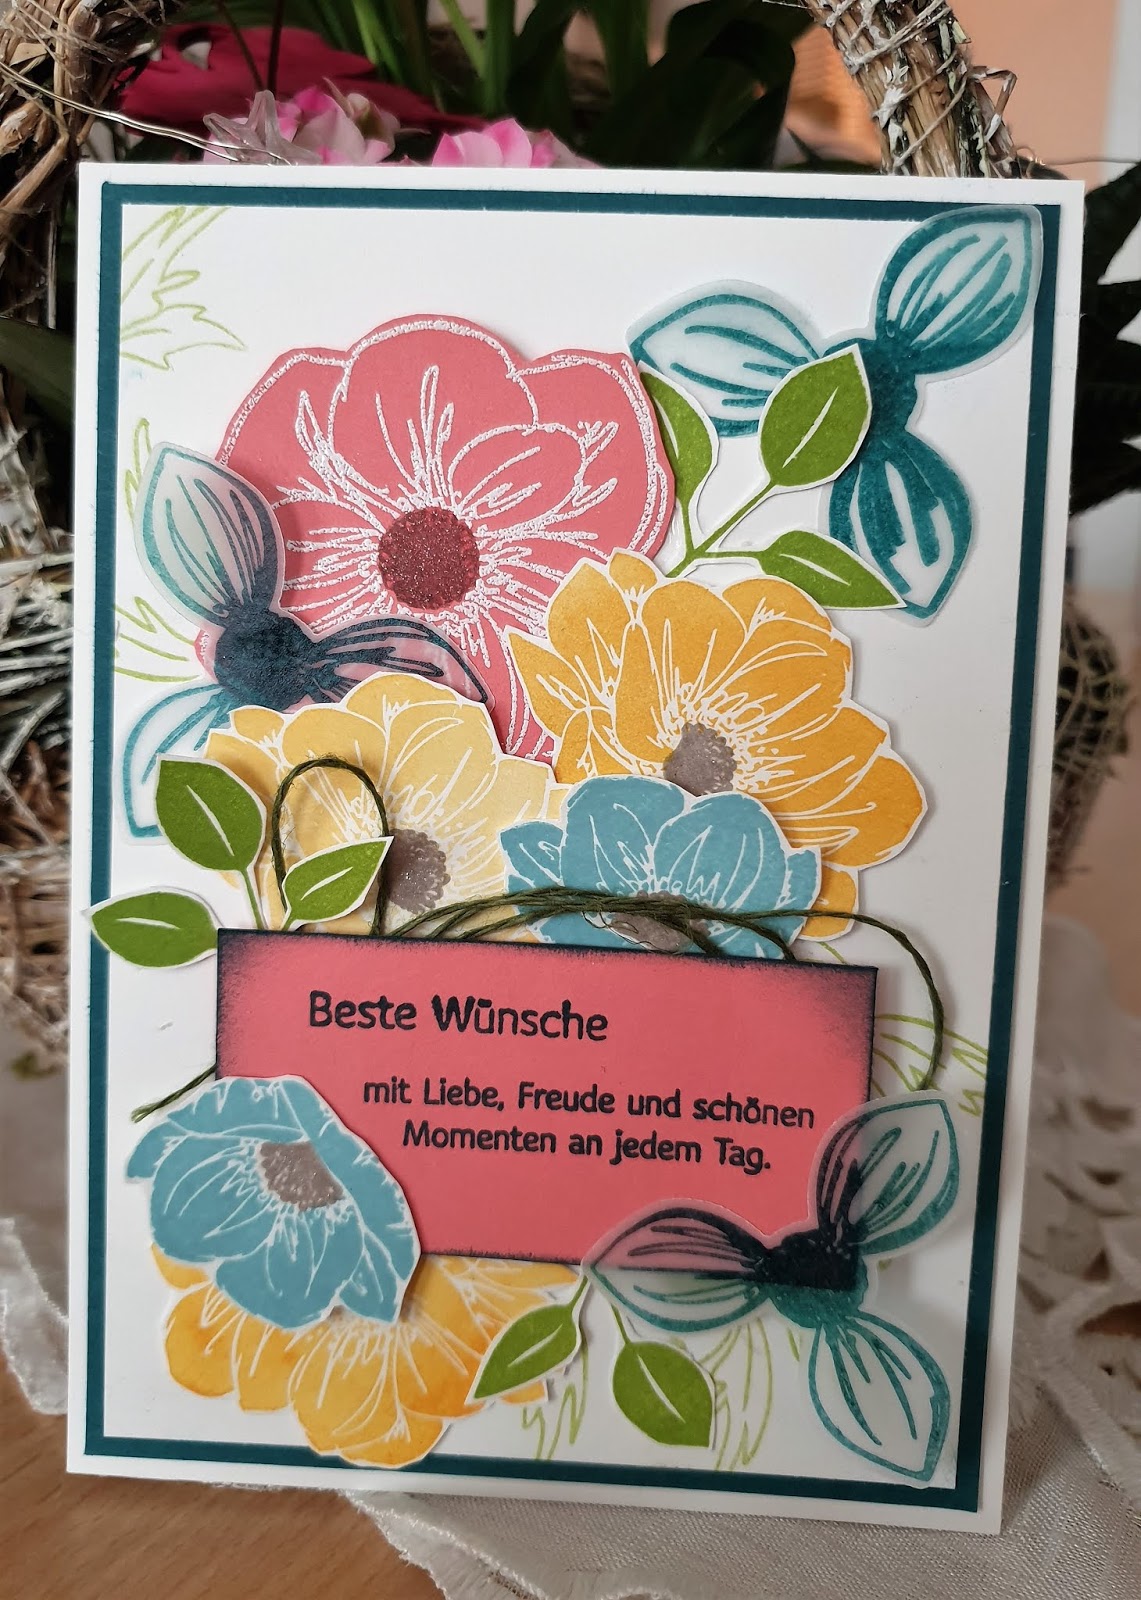 Beste Wünsche
mit Liebe, Freude und schönen
Momenten an jedem Tag.